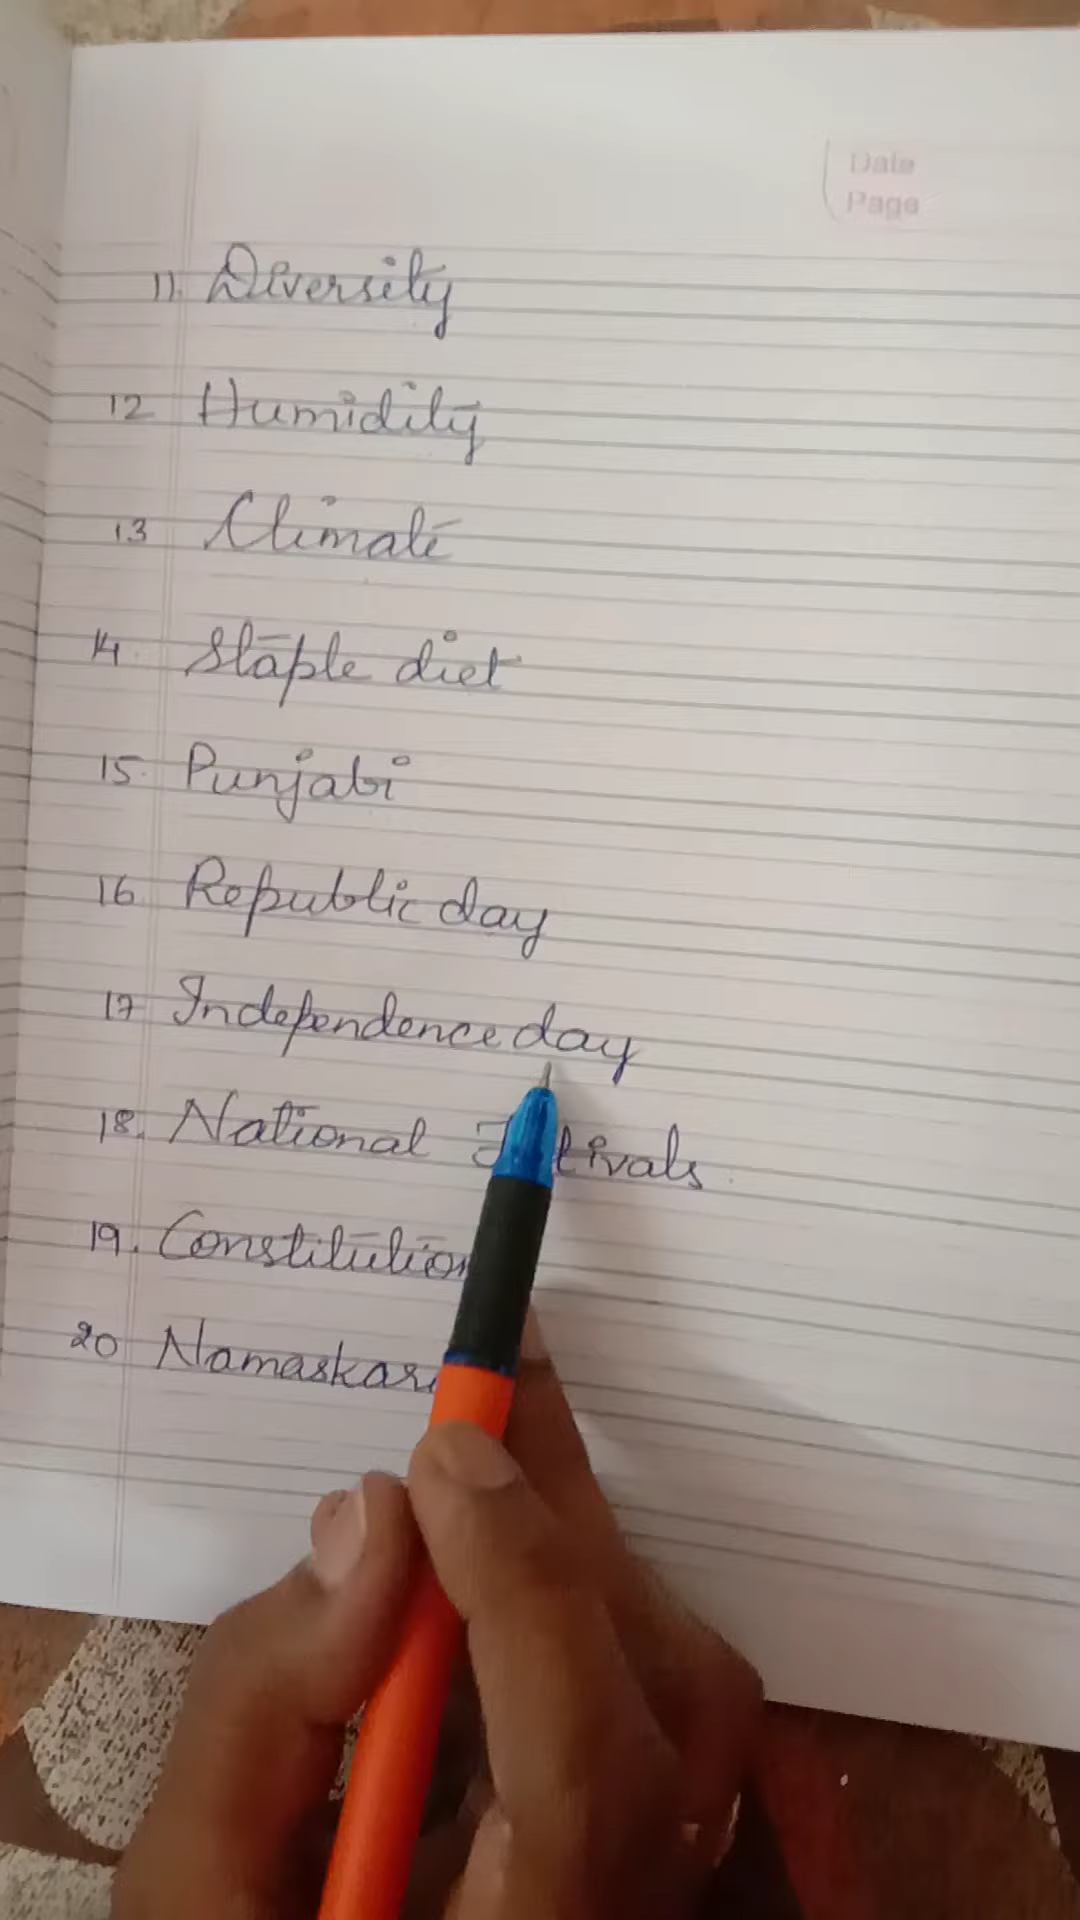 Date
Page
11. Diversity
12 Humidity
13 Climate
14. Staple diet
15. Punjabi
16 Republic day
17 Independence day
18. National
19. Constitution
20